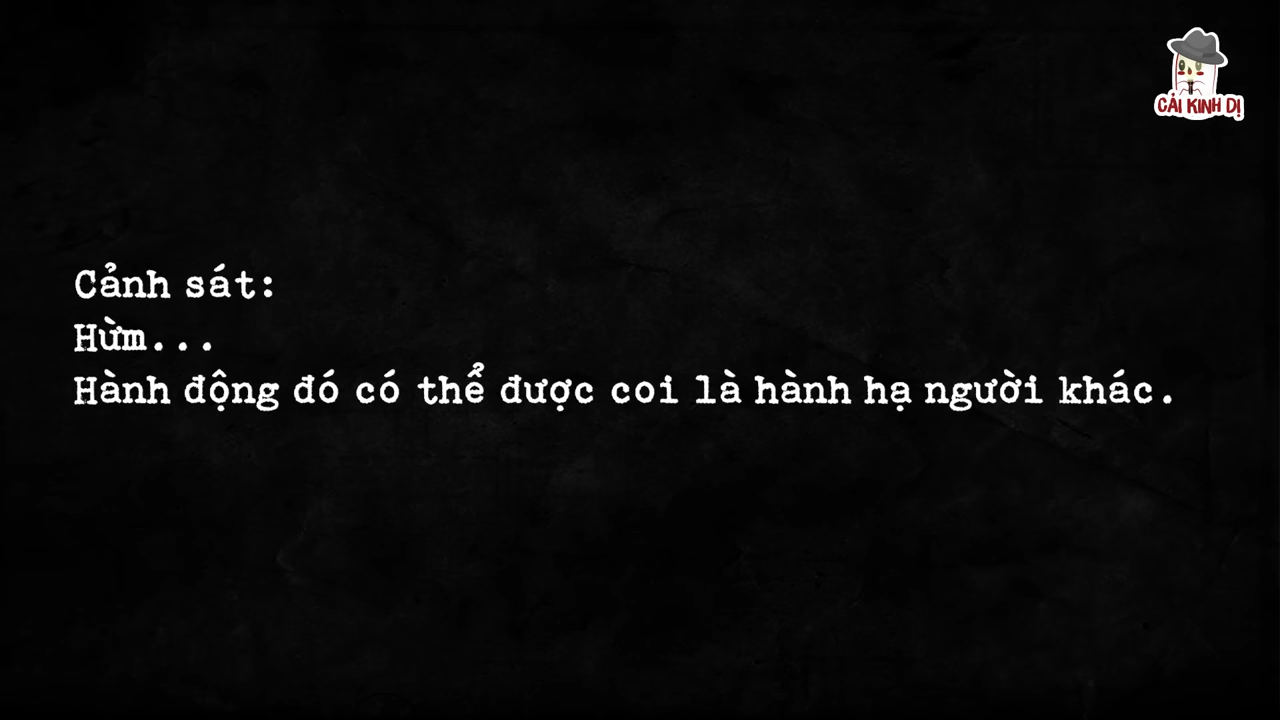 CẢI KINH DỊ
Cảnh sát:
Hừm...
Hành động đó có thể được coi là hành hạ người khác.